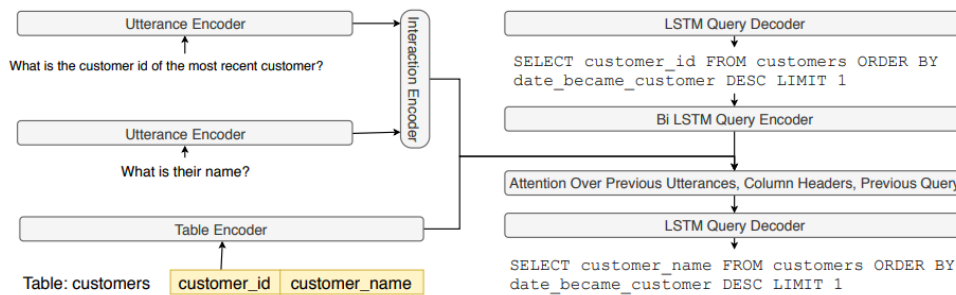 Utterance Encoder
What is the customer id of the most recent customer?
Utterance Encoder
What is their name?
Interaction Encoder
Table Encoder
Table: customers customer_id customer_name
LSTM Query Decoder
SELECT customer_id FROM customers ORDER BY
date_became_customer DESC LIMIT 1
Bi LSTM Query Encoder
Attention Over Previous Utterances, Column Headers, Previous Query
LSTM Query Decoder
SELECT customer_name FROM customers ORDER BY
date_became_customer DESC LIMIT 1